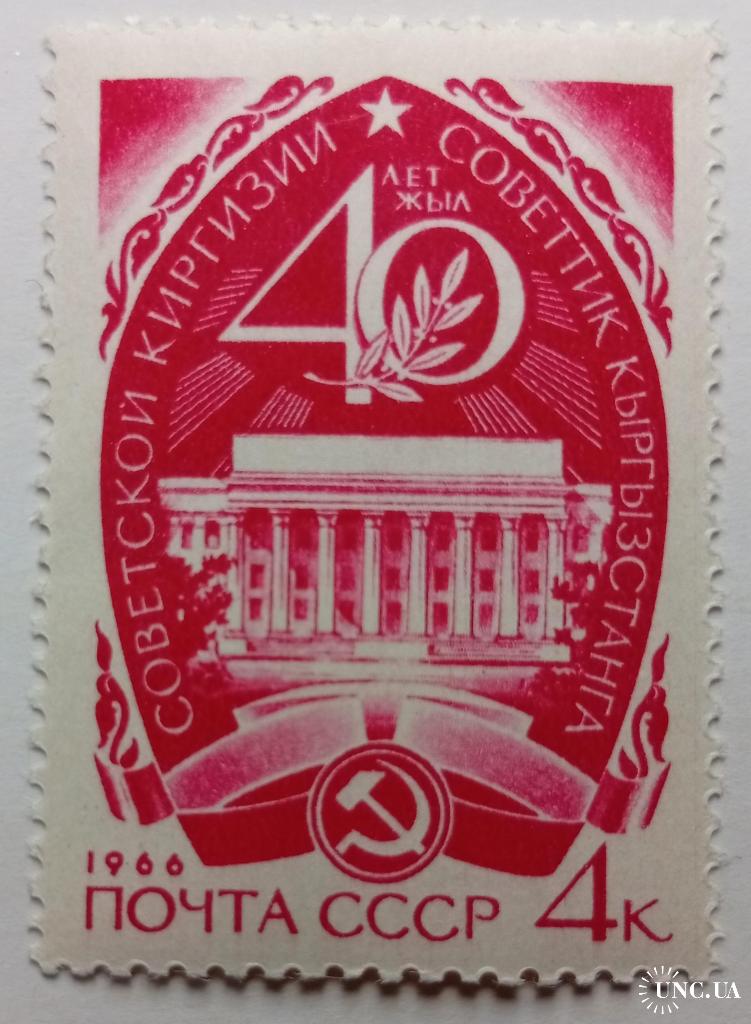 40
ЛЕТ
ЖЫЛ
СОВЕТСКОЙ КИРГИЗИИ
СОВЕТТИК КЫРГЫЗСТАНГА
1966
ПОЧТА СССР 4к
UNC.UA